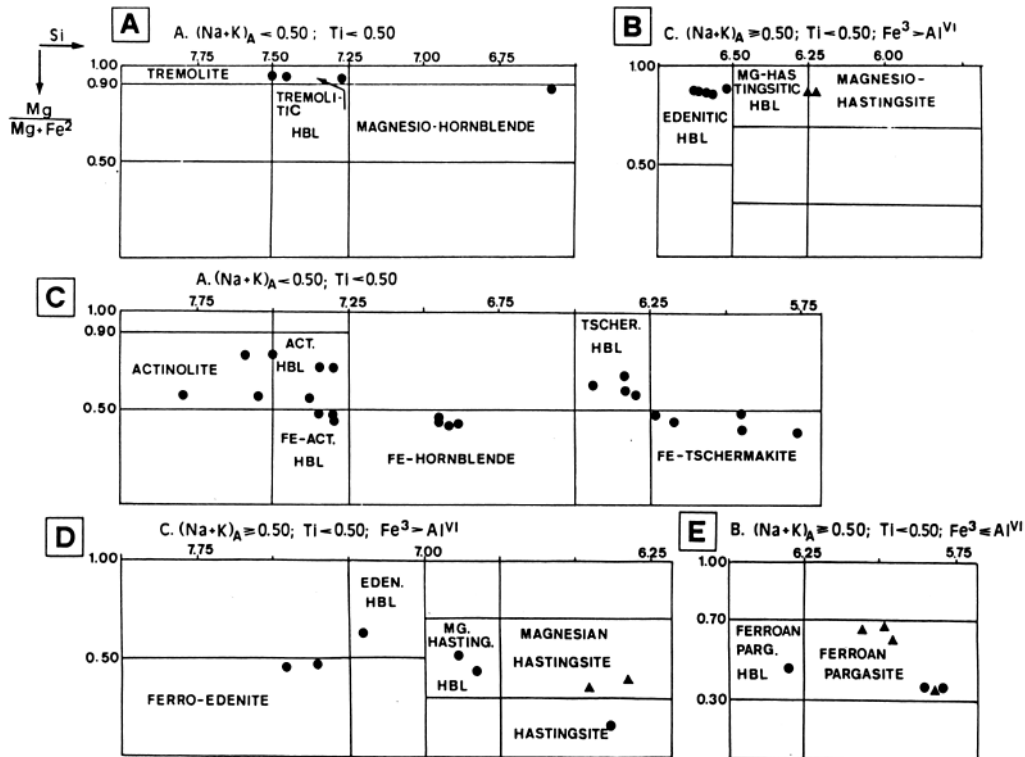 Si
Mg
Mg+Fe²
A
A. (Na+K)A < 0.50 ; Ti < 0.50
7.75 7.50 7.25 7.00 6.75
1.00
0.90
0.50
TREMOLITE
TREMOLI-
TIC
HBL
MAGNESIO-HORNBLENDE
B
C. (Na+K)A ≥ 0.50; Ti < 0.50; Fe³ > AlVI
6.50 6.25 6.00
1.00
0.50
EDENITIC
HBL
MG-HAS
TINGSITIC
HBL
MAGNESIO-
HASTINGSITE
C
A. (Na+K)A < 0.50; Ti < 0.50
7.75 7.25 6.75 6.25 5.75
1.00
0.90
0.50
ACTINOLITE
ACT.
HBL
FE-ACT.
HBL
FE-HORNBLENDE
TSCHER.
HBL
FE-TSCHERMAKITE
D
C. (Na+K)A ≥ 0.50; Ti < 0.50; Fe³ > AlVI
7.75 7.00 6.25
1.00
0.50
FERRO-EDENITE
EDEN.
HBL
MG.
HASTING.
HBL
MAGNESIAN
HASTINGSITE
HASTINGSITE
E
B. (Na+K)A ≥ 0.50; Ti < 0.50; Fe³ ≤ AlVI
6.25 5.75
1.00
0.70
0.30
FERROAN
PARG.
HBL
FERROAN
PARGASITE